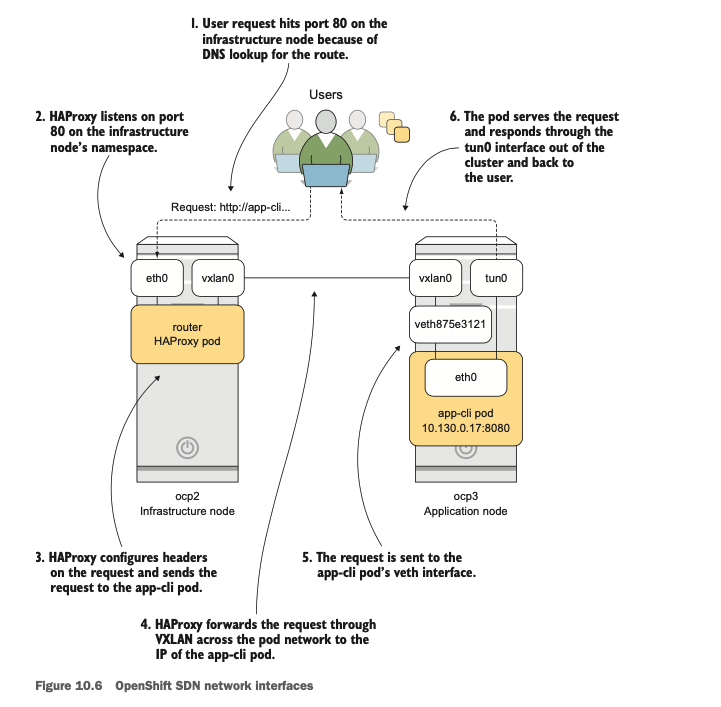 1. User request hits port 80 on the
infrastructure node because of
DNS lookup for the route.
Users
2. HAProxy listens on port
80 on the infrastructure
node's namespace.
6. The pod serves the request
and responds through the
tun0 interface out of the
cluster and back to
the user.
Request: http://app-cli...
eth0
vxlan0
vxlan0
tun0
router
HAProxy pod
veth875e3121
eth0
app-cli pod
10.130.0.17:8080
ocp2
Infrastructure node
ocp3
Application node
3. HAProxy configures headers
on the request and sends the
request to the app-cli pod.
5. The request is sent to the
app-cli pod's veth interface.
4. HAProxy forwards the request through
VXLAN across the pod network to the
IP of the app-cli pod.
Figure 10.6 OpenShift SDN network interfaces